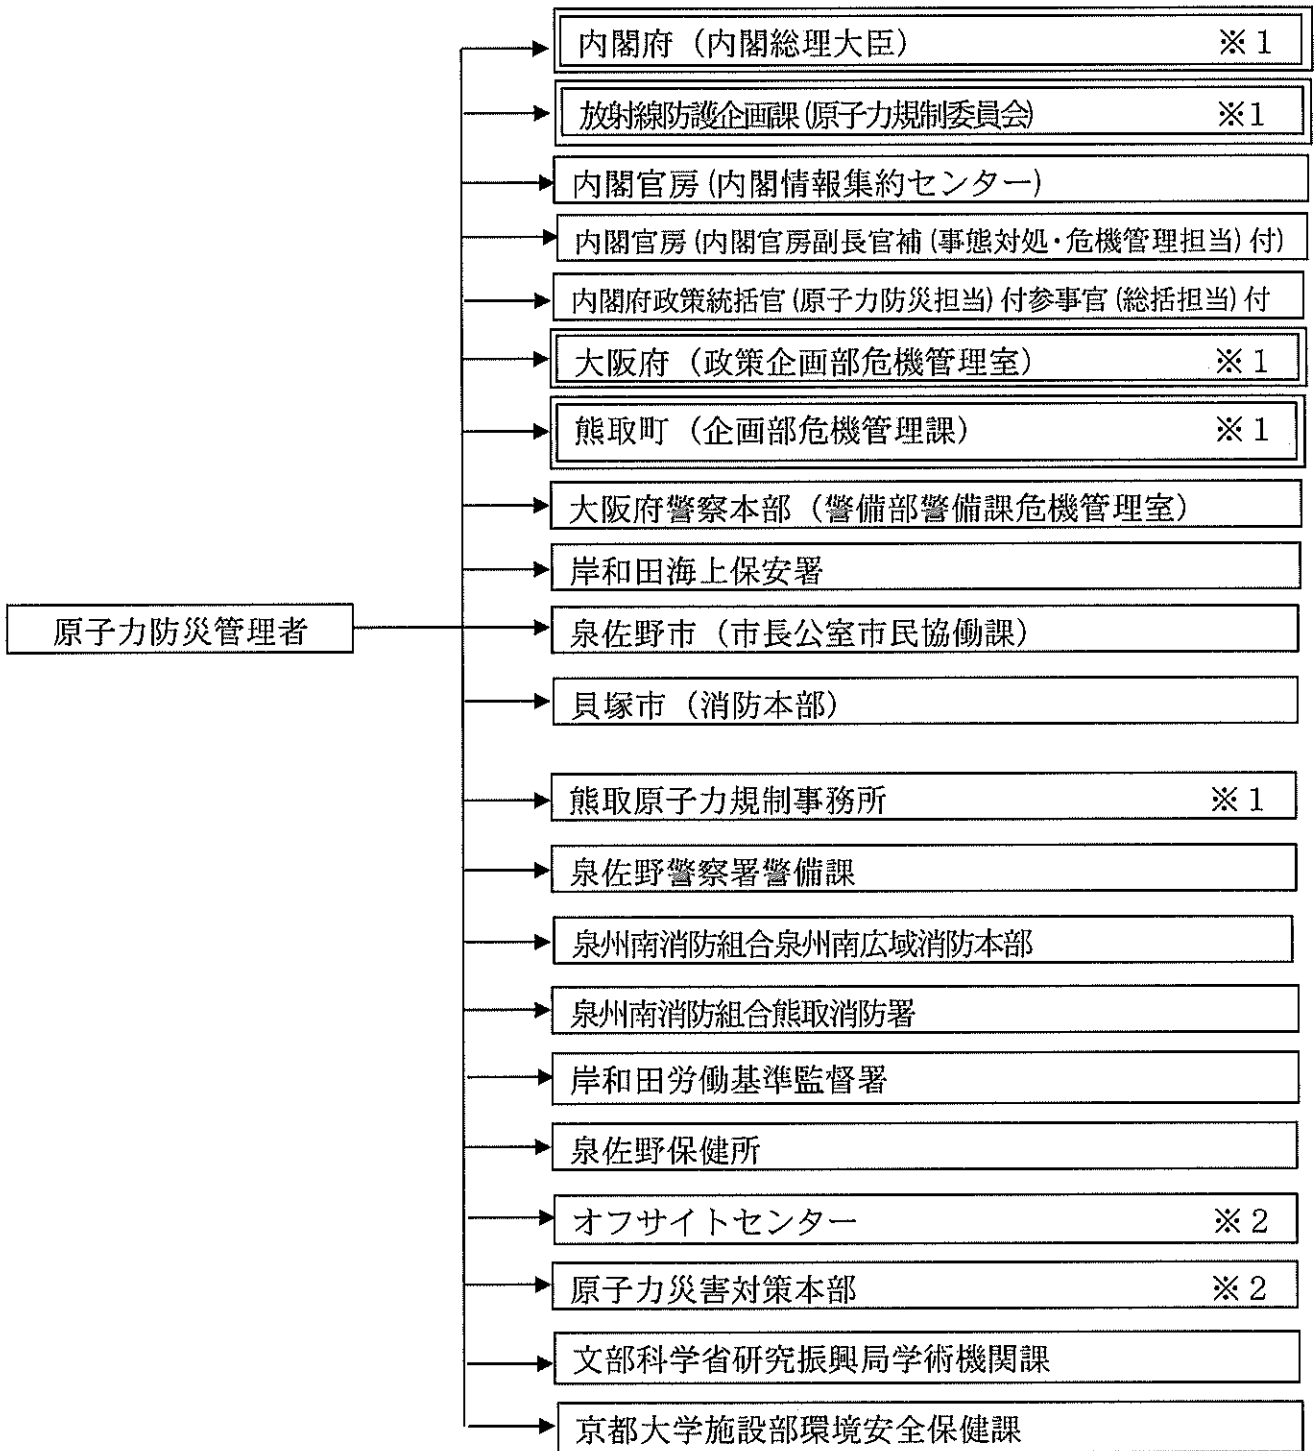 内閣府（内閣総理大臣） ※１
放射線防護企画課(原子力規制委員会) ※1
内閣官房(内閣情報集約センター)
内閣官房(内閣官房副長官補(事態対処・危機管理担当)付)
内閣府政策統括官(原子力防災担当)付参事官(総括担当)付
大阪府（政策企画部危機管理室） ※１
熊取町（企画部危機管理課） ※１
大阪府警察本部（警備部警備課危機管理室）
岸和田海上保安署
原子力防災管理者
泉佐野市（市長公室市民協働課）
貝塚市（消防本部）
熊取原子力規制事務所 ※１
泉佐野警察署警備課
泉州南消防組合泉州南広域消防本部
泉州南消防組合熊取消防署
岸和田労働基準監督署
泉佐野保健所
オフサイトセンター ※２
原子力災害対策本部 ※２
文部科学省研究振興局学術機関課
京都大学施設部環境安全保健課